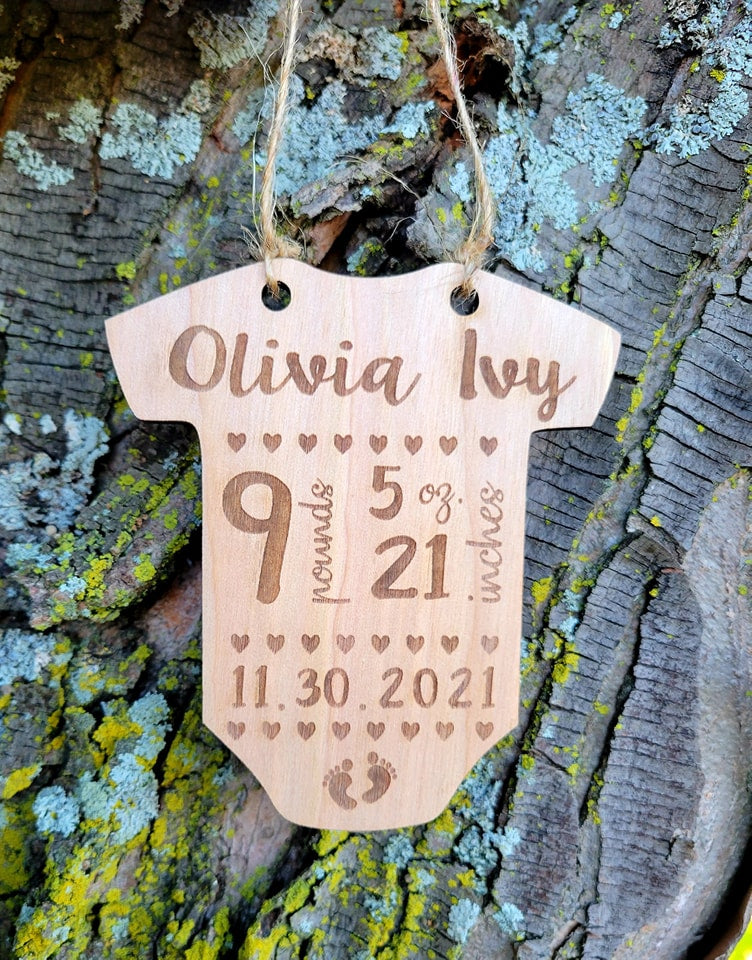 Olivia Ivy
9 pounds 5 oz.
21 inches
11.30.2021